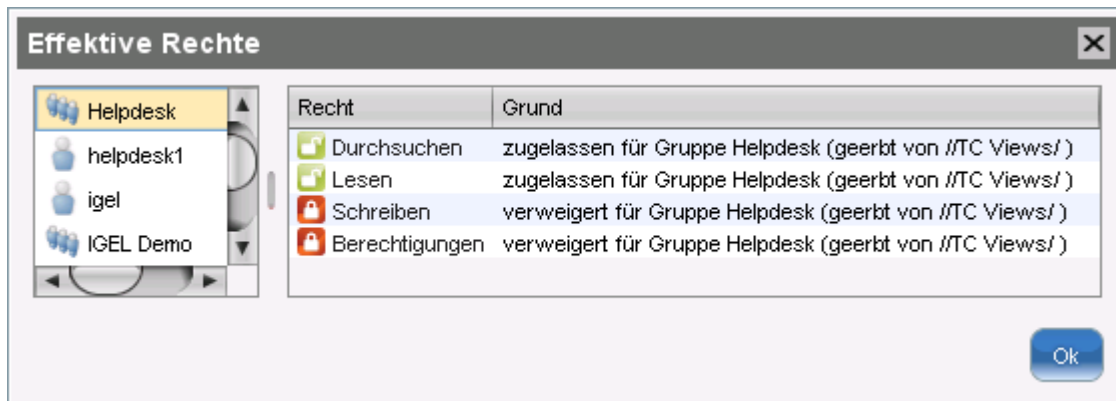 Effektive Rechte
Helpdesk
helpdesk1
igel
IGEL Demo
Recht Grund
Durchsuchen zugelassen für Gruppe Helpdesk (geerbt von //TC Views/ )
Lesen zugelassen für Gruppe Helpdesk (geerbt von //TC Views/ )
Schreiben verweigert für Gruppe Helpdesk (geerbt von //TC Views/ )
Berechtigungen verweigert für Gruppe Helpdesk (geerbt von //TC Views/ )
Ok